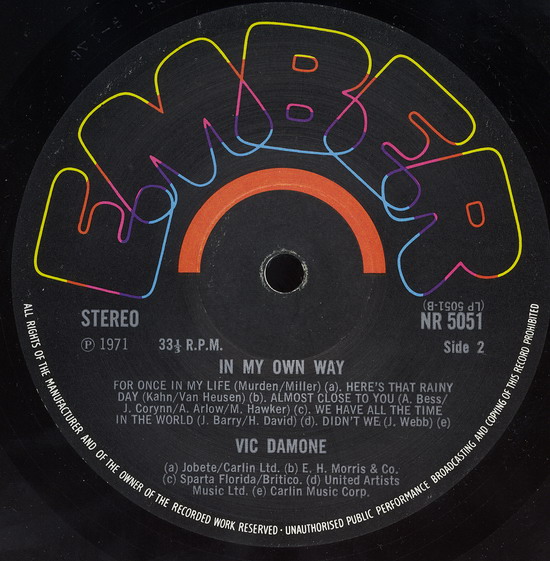 EMBER
(LP 5051-B)
STEREO
NR 5051
Ⓟ 1971
33⅓ R.P.M.
Side 2
IN MY OWN WAY
FOR ONCE IN MY LIFE (Murden/Miller) (a). HERE'S THAT RAINY
DAY (Kahn/Van Heusen) (b). ALMOST CLOSE TO YOU (A. Bess/
J. Corynn/A. Arlow/M. Hawker) (c). WE HAVE ALL THE TIME
IN THE WORLD (J. Barry/H. David) (d). DIDN'T WE (J. Webb) (e)
VIC DAMONE
(a) Jobete/Carlin Ltd. (b) E. H. Morris & Co.
(c) Sparta Florida/Britico. (d) United Artists
Music Ltd. (e) Carlin Music Corp.
ALL RIGHTS OF THE MANUFACTURER AND OF THE OWNER OF THE RECORDED WORK RESERVED · UNAUTHORISED PUBLIC PERFORMANCE BROADCASTING AND COPYING OF THIS RECORD PROHIBITED